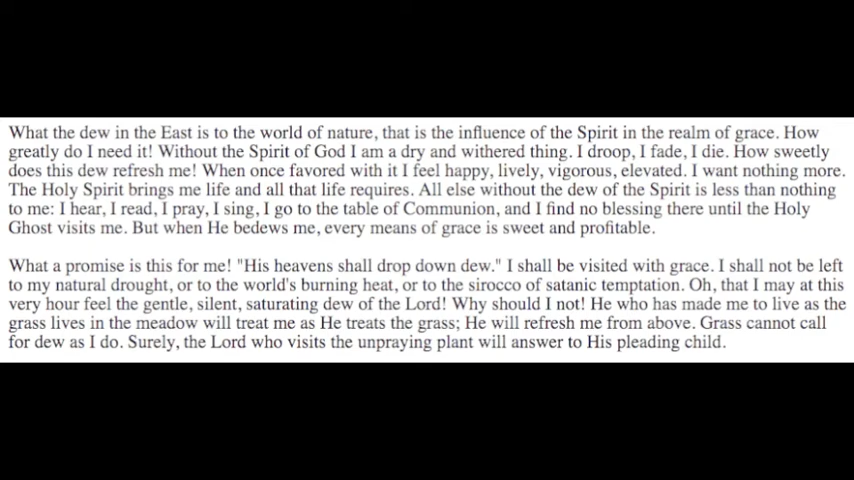 What the dew in the East is to the world of nature, that is the influence of the Spirit in the realm of grace. How
greatly do I need it! Without the Spirit of God I am a dry and withered thing. I droop, I fade, I die. How sweetly
does this dew refresh me! When once favored with it I feel happy, lively, vigorous, elevated. I want nothing more.
The Holy Spirit brings me life and all that life requires. All else without the dew of the Spirit is less than nothing
to me: I hear, I read, I pray, I sing, I go to the table of Communion, and I find no blessing there until the Holy
Ghost visits me. But when He bedews me, every means of grace is sweet and profitable.
What a promise is this for me! "His heavens shall drop down dew." I shall be visited with grace. I shall not be left
to my natural drought, or to the world's burning heat, or to the sirocco of satanic temptation. Oh, that I may at this
very hour feel the gentle, silent, saturating dew of the Lord! Why should I not! He who has made me to live as the
grass lives in the meadow will treat me as He treats the grass; He will refresh me from above. Grass cannot call
for dew as I do. Surely, the Lord who visits the unpraying plant will answer to His pleading child.